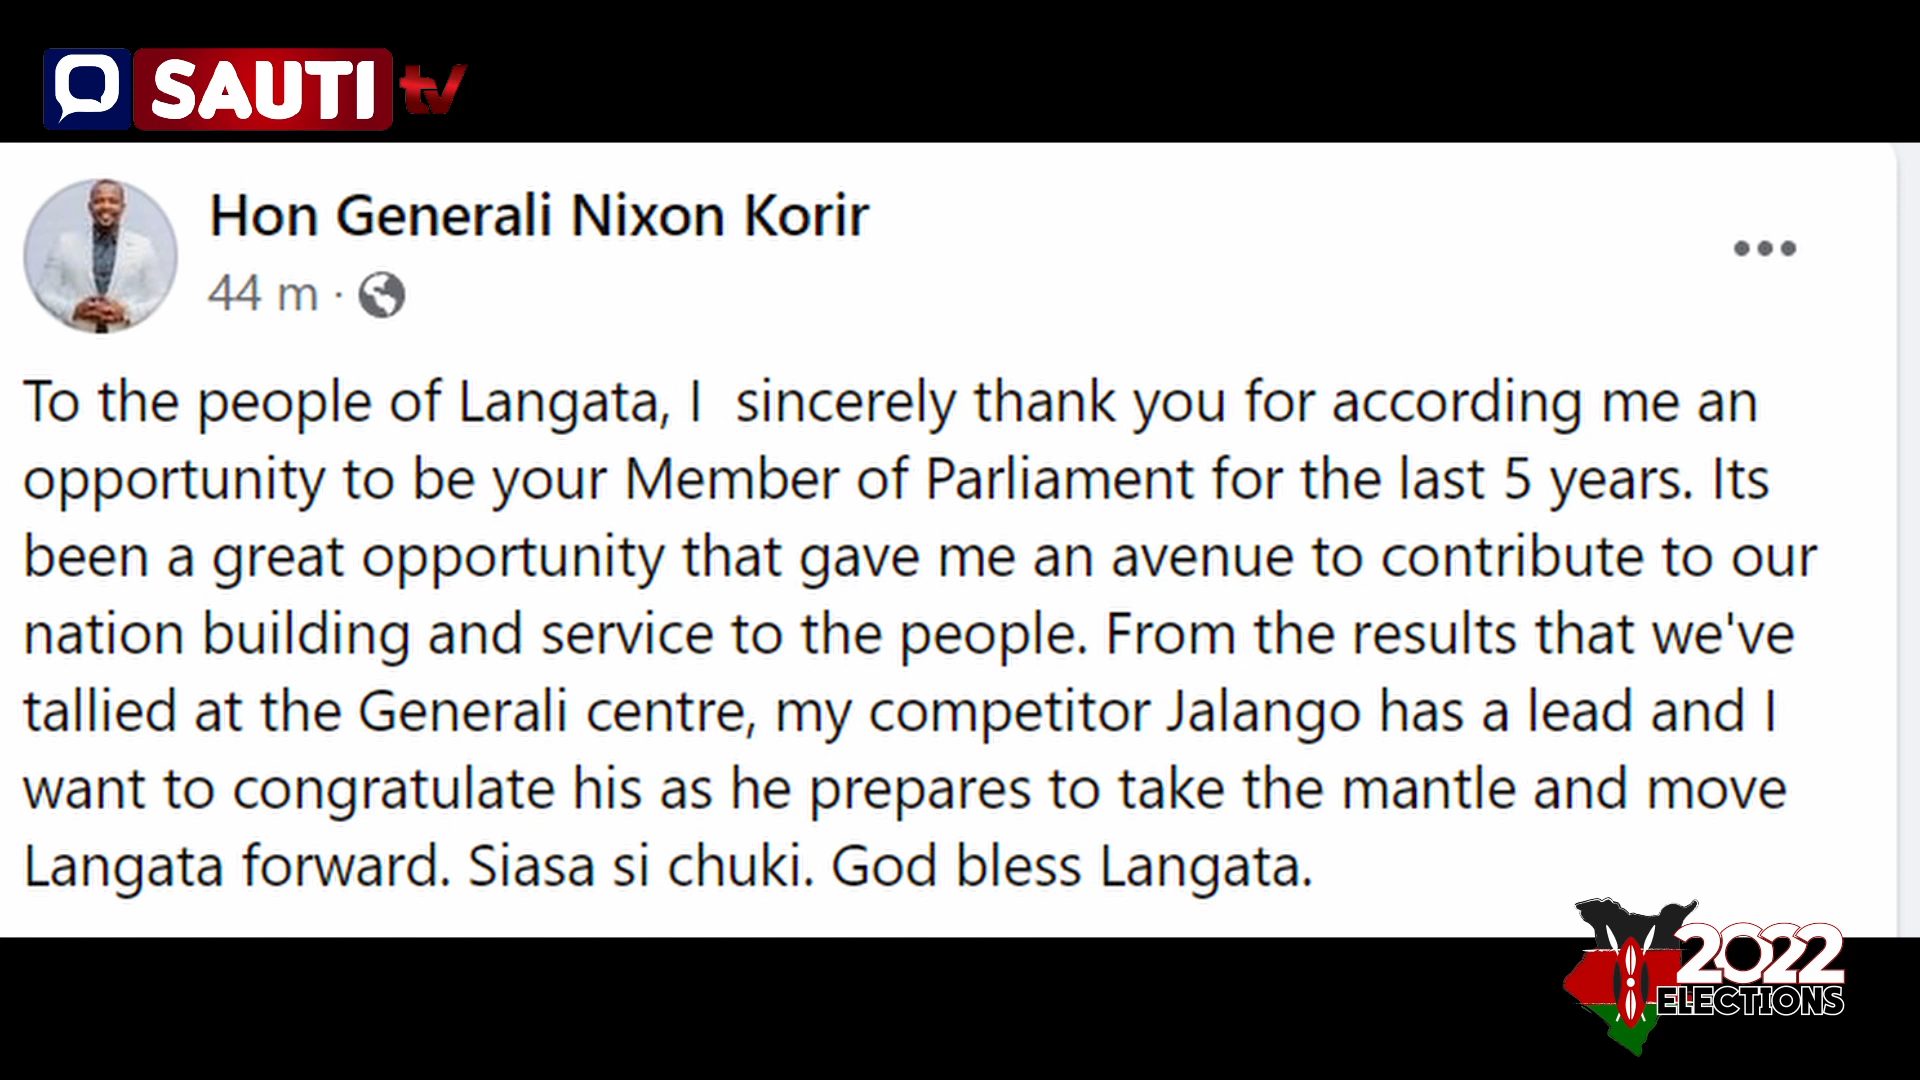 SAUTI tv
Hon Generali Nixon Korir
44 m ·
To the people of Langata, I  sincerely thank you for according me an
opportunity to be your Member of Parliament for the last 5 years. Its
been a great opportunity that gave me an avenue to contribute to our
nation building and service to the people. From the results that we've
tallied at the Generali centre, my competitor Jalango has a lead and I
want to congratulate his as he prepares to take the mantle and move
Langata forward. Siasa si chuki. God bless Langata.
2022
ELECTIONS